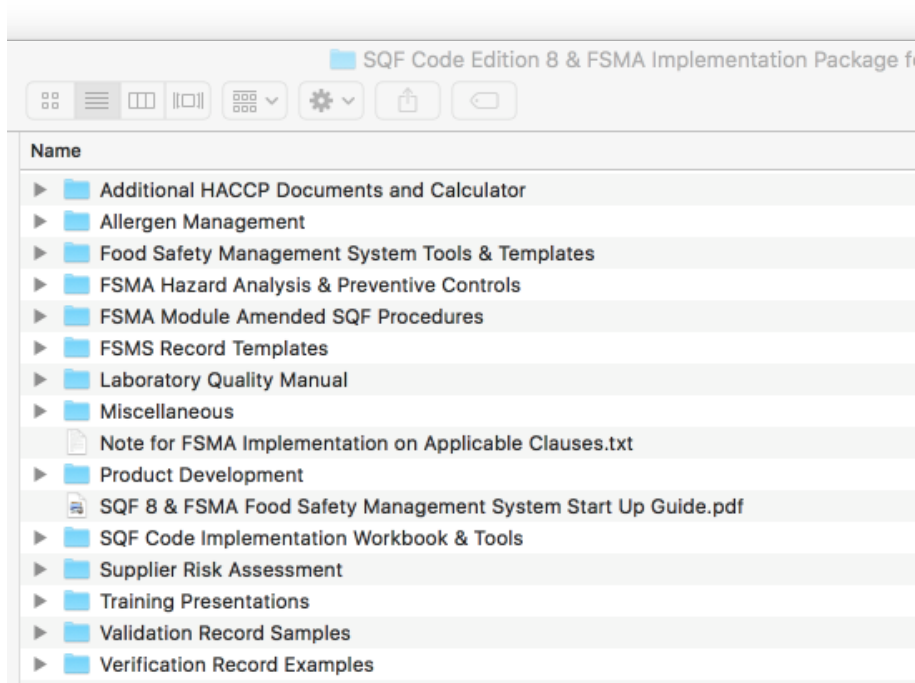 SQF Code Edition 8 & FSMA Implementation Package f
Name
Additional HACCP Documents and Calculator
Allergen Management
Food Safety Management System Tools & Templates
FSMA Hazard Analysis & Preventive Controls
FSMA Module Amended SQF Procedures
FSMS Record Templates
Laboratory Quality Manual
Miscellaneous
Note for FSMA Implementation on Applicable Clauses.txt
Product Development
SQF 8 & FSMA Food Safety Management System Start Up Guide.pdf
SQF Code Implementation Workbook & Tools
Supplier Risk Assessment
Training Presentations
Validation Record Samples
Verification Record Examples